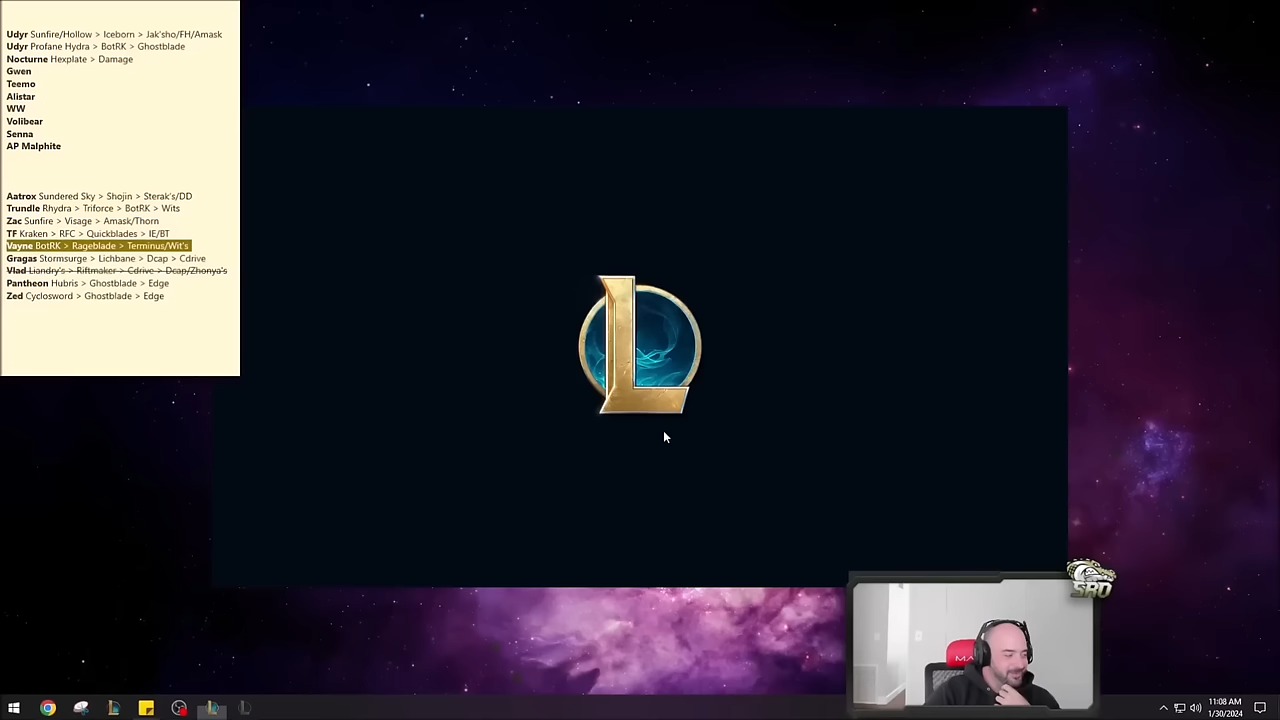 Udyr Sunfire/Hollow > Iceborn > Jak'sho/FH/Amask
Udyr Profane Hydra > BotRK > Ghostblade
Nocturne Hexplate > Damage
Gwen
Teemo
Alistar
WW
Volibear
Senna
AP Malphite
Aatrox Sundered Sky > Shojin > Sterak's/DD
Trundle Rhydra > Triforce > BotRK > Wits
Zac Sunfire > Visage > Amask/Thorn
TF Kraken > RFC > Quickblades > IE/BT
Vayne BotRK > Rageblade > Terminus/Wit's
Gragas Stormsurge > Lichbane > Dcap > Cdrive
Vlad Liandry's > Riftmaker > Cdrive > Dcap/Zhonya's
Pantheon Hubris > Ghostblade > Edge
Zed Cyclosword > Ghostblade > Edge
L
SRO
MA
11:08 AM
1/30/2024